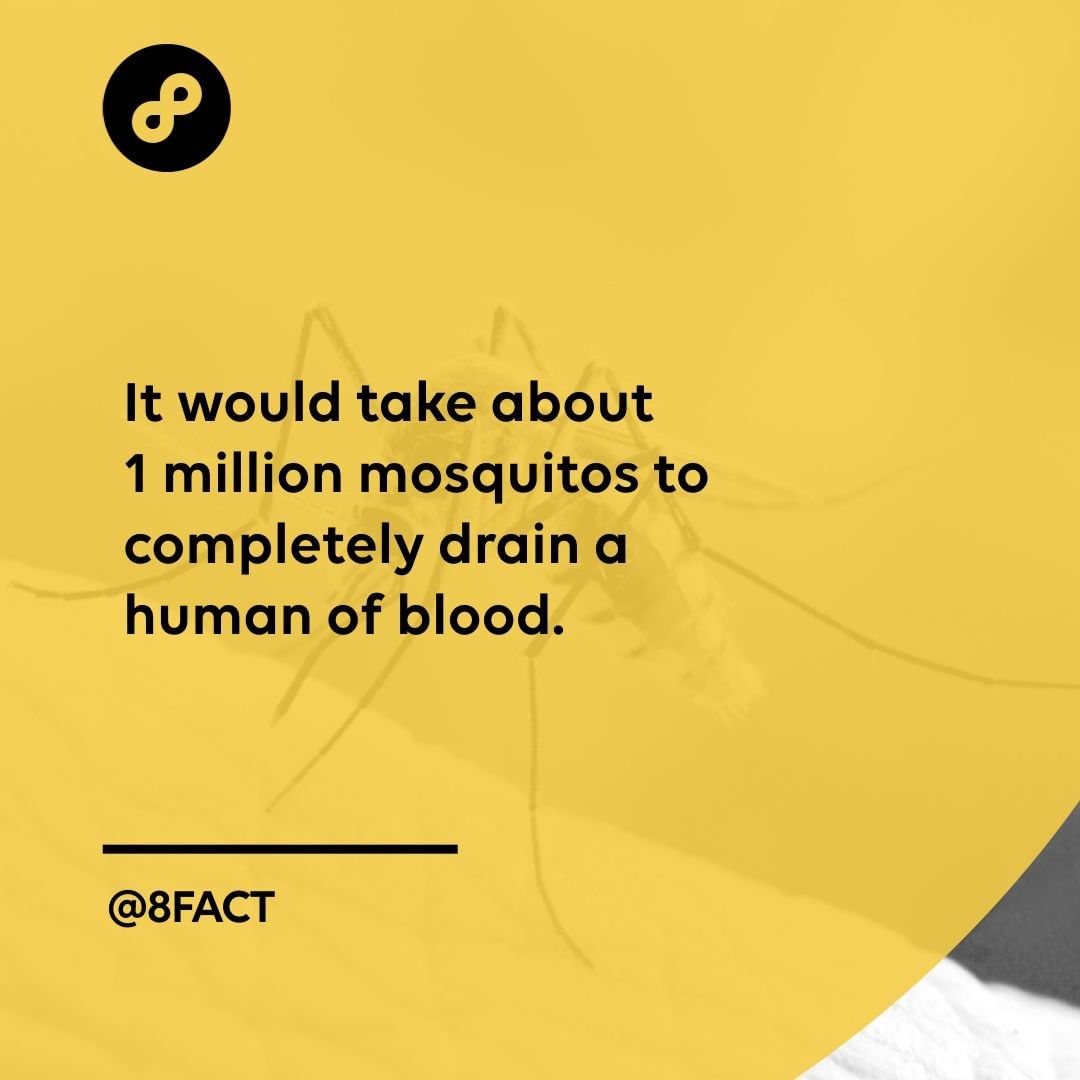 It would take about
1 million mosquitos to
completely drain a
human of blood.
@8FACT